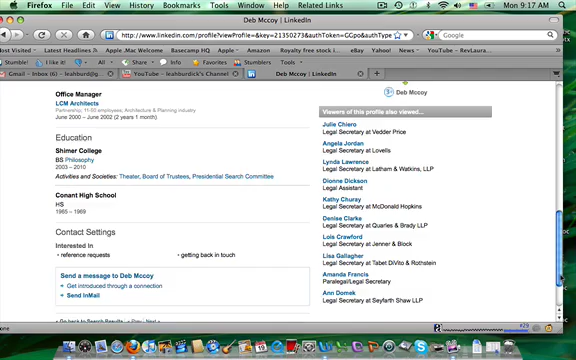 Firefox File Edit View History Bookmarks Tools Window Help Mon 9:17 AM
Deb Mccoy | LinkedIn
http://www.linkedin.com/profile?viewProfile=&key=21350273&authToken=GGpo&authType
Most Visited Latest Headlines Apple .Mac Welcome Basecamp HQ Amazon Royalty free stock i... eBay Yahoo! News YouTube - RevLaura...
Stumble! I like it! All Share Info Favorites Stumblers Tools Related Links
Gmail - Inbox (6) - leahburd@g... YouTube - leahburdick's Channel Deb Mccoy | LinkedIn
Office Manager
LCM Architects
Partnership; 11-50 employees; Architecture & Planning industry
June 2000 — June 2002 (2 years 1 month)
Education
Shimer College
BS Philosophy
2003 – 2010
Activities and Societies: Theater, Board of Trustees, Presidential Search Committee
Conant High School
HS
1965 – 1969
Contact Settings
Interested In
• reference requests • getting back in touch
Send a message to Deb Mccoy
Get introduced through a connection
Send InMail
Go back to Search Results « Prev Next »
3rd Deb Mccoy
Viewers of this profile also viewed...
Julie Chiero
Legal Secretary at Vedder Price
Angela Jordan
Legal Secretary at Lovells
Lynda Lawrence
Legal Secretary at Latham & Watkins, LLP
Dionne Dickson
Legal Assistant
Kathy Churay
Legal Secretary at McDonald Hopkins
Denise Clarke
Legal Secretary at Quarles & Brady LLP
Lois Crawford
Legal Secretary at Jenner & Block
Lisa Gallagher
Legal Secretary at Tabet DiVito & Rothstein
Amanda Francis
Paralegal/Legal Secretary
Ann Domek
Legal Secretary at Seyfarth Shaw LLP
#29